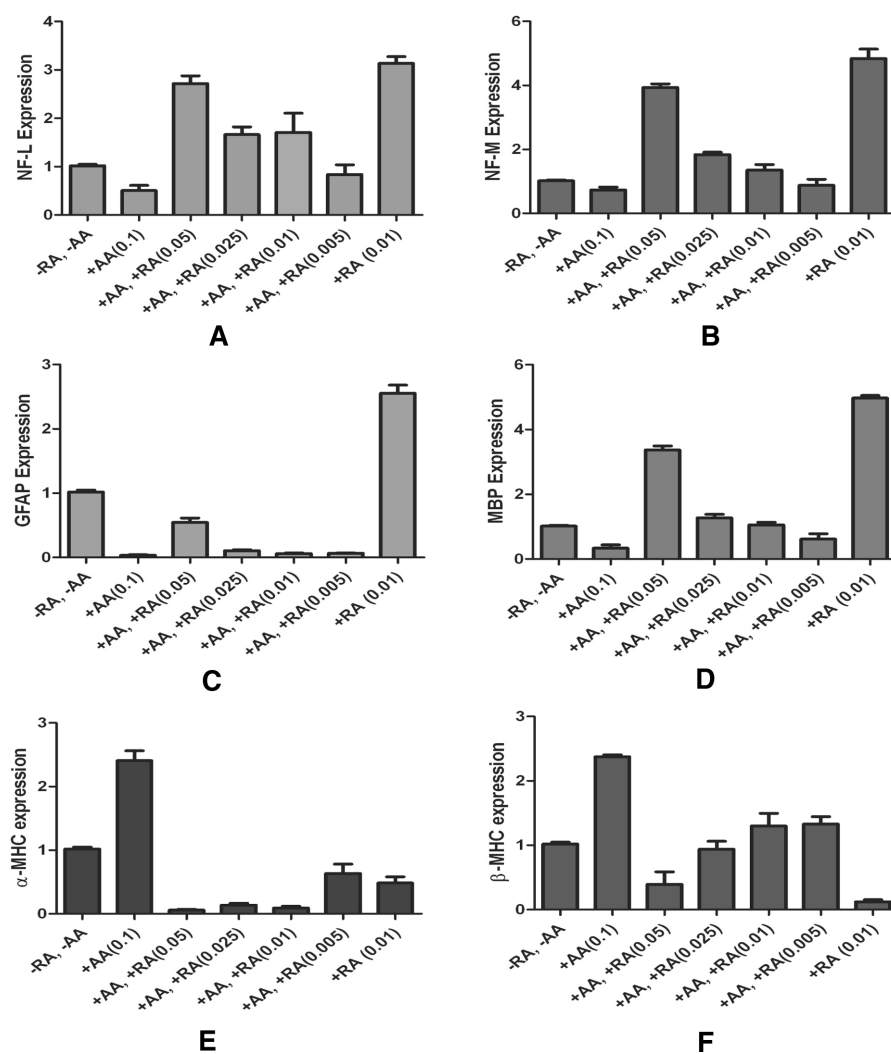 NF-L Expression
4
3
2
1
0
-RA, -AA
+AA(0.1)
+AA, +RA(0.05)
+AA, +RA(0.025)
+AA, +RA(0.01)
+AA, +RA(0.005)
+RA (0.01)
A
NF-M Expression
6
4
2
0
-RA, -AA
+AA(0.1)
+AA, +RA(0.05)
+AA, +RA(0.025)
+AA, +RA(0.01)
+AA, +RA(0.005)
+RA (0.01)
B
GFAP Expression
3
2
1
0
-RA, -AA
+AA(0.1)
+AA, +RA(0.05)
+AA, +RA(0.025)
+AA, +RA(0.01)
+AA, +RA(0.005)
+RA (0.01)
C
MBP Expression
6
4
2
0
-RA, -AA
+AA(0.1)
+AA, +RA(0.05)
+AA, +RA(0.025)
+AA, +RA(0.01)
+AA, +RA(0.005)
+RA (0.01)
D
α-MHC expression
3
2
1
0
-RA, -AA
+AA(0.1)
+AA, +RA(0.05)
+AA, +RA(0.025)
+AA, +RA(0.01)
+AA, +RA(0.005)
+RA (0.01)
E
β-MHC expression
3
2
1
0
-RA, -AA
+AA(0.1)
+AA, +RA(0.05)
+AA, +RA(0.025)
+AA, +RA(0.01)
+AA, +RA(0.005)
+RA (0.01)
F